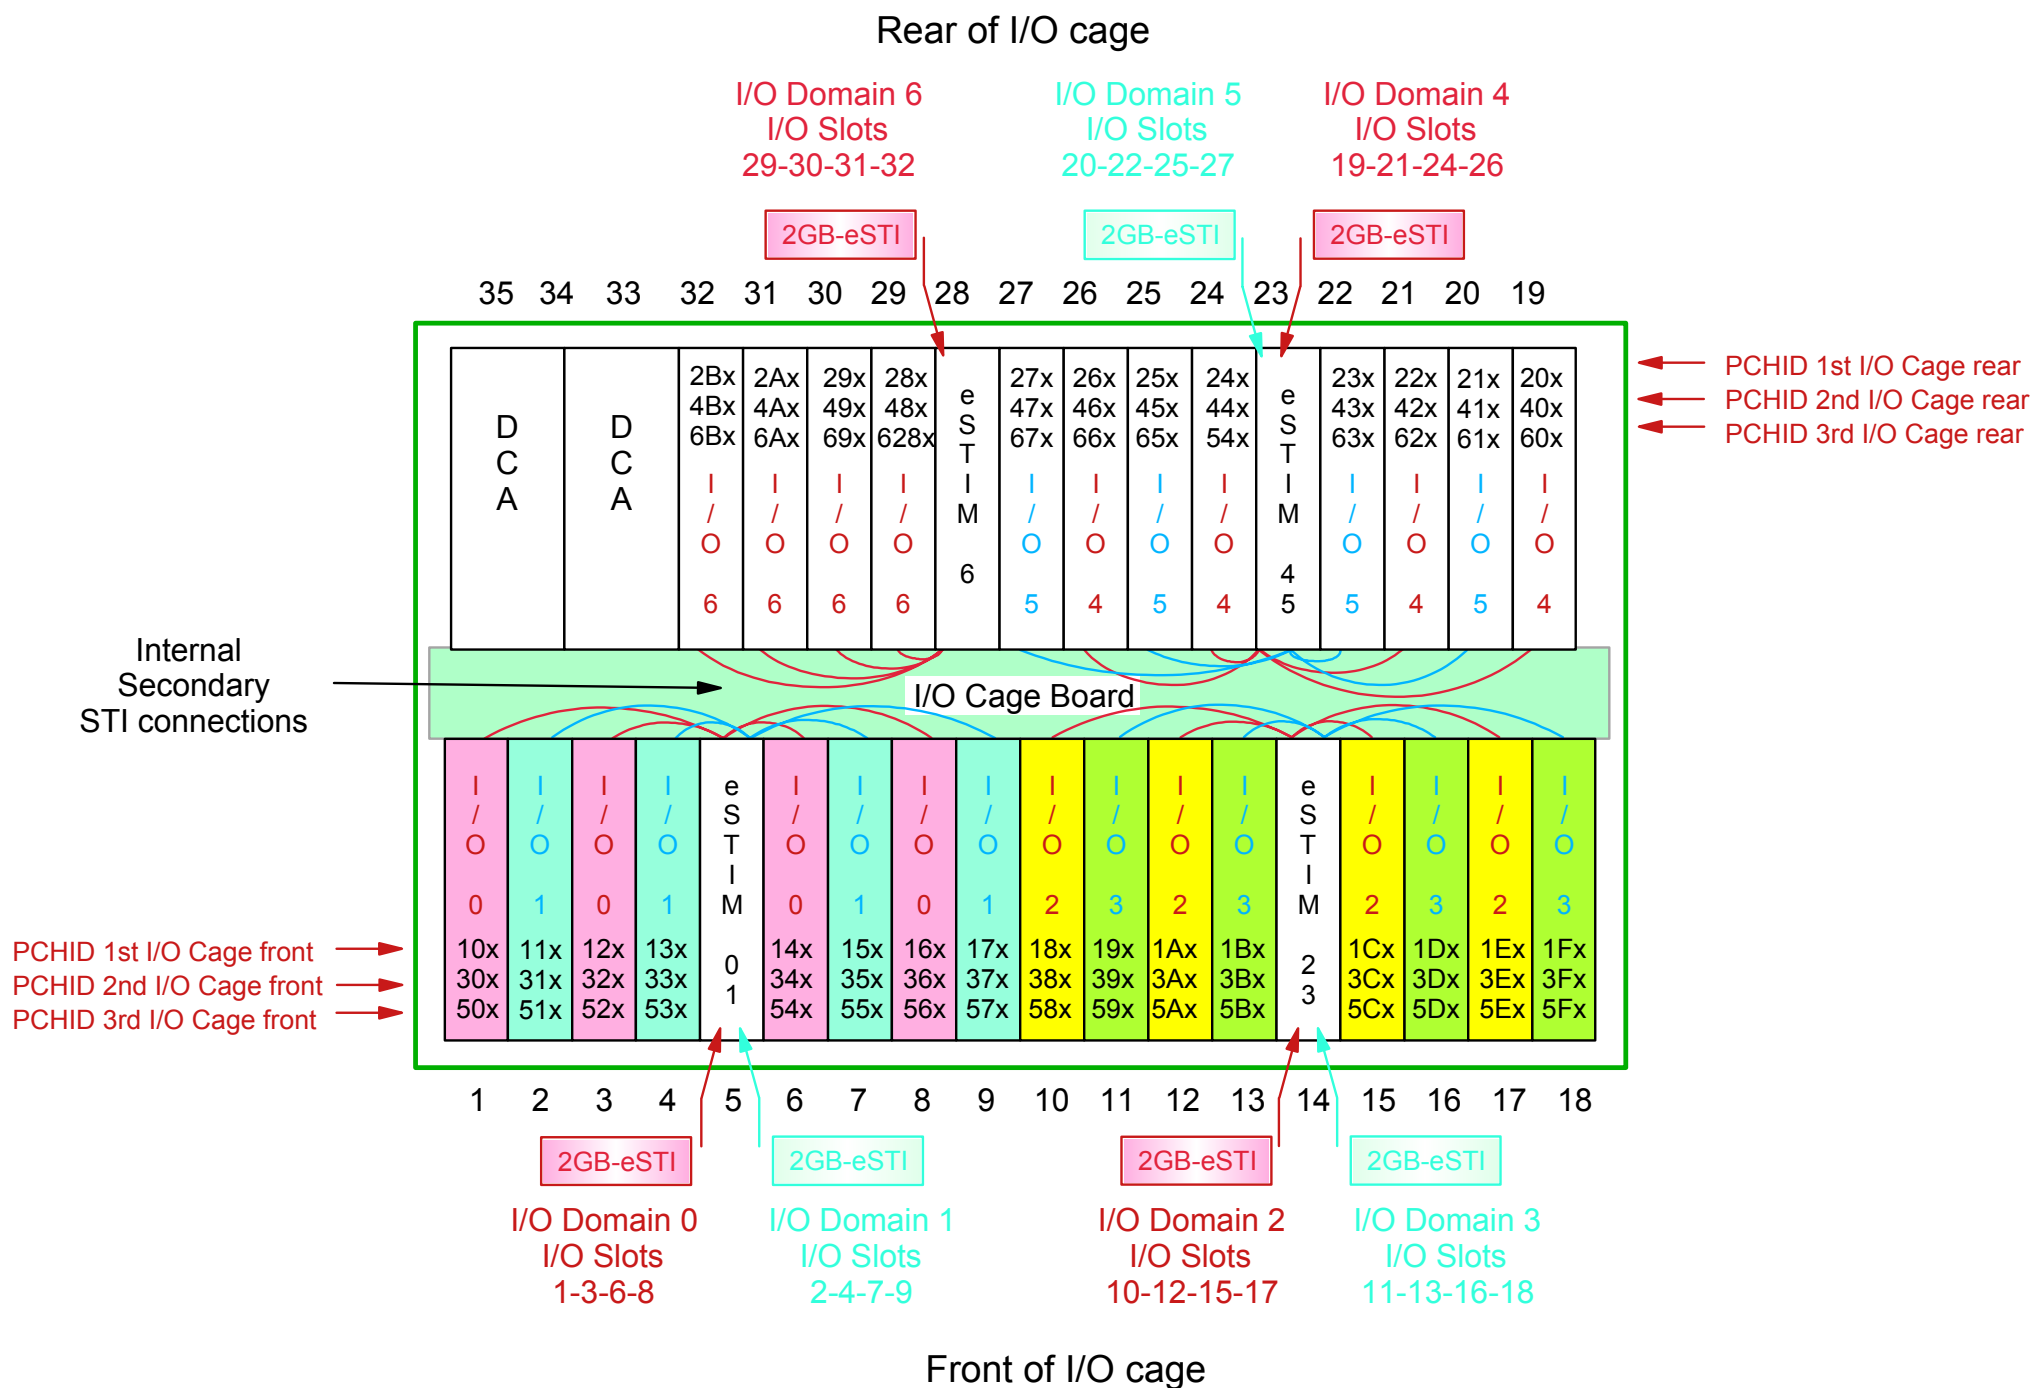 Rear of I/O cage
I/O Domain 6
I/O Slots
29-30-31-32
I/O Domain 5
I/O Slots
20-22-25-27
I/O Domain 4
I/O Slots
19-21-24-26
2GB-eSTI
2GB-eSTI
2GB-eSTI
35 34 33 32 31 30 29 28 27 26 25 24 23 22 21 20 19
DCA
DCA
2Bx
4Bx
6Bx
I/O 6
2Ax
4Ax
6Ax
I/O 6
29x
49x
69x
I/O 6
28x
48x
628x
I/O 6
eSTIM 6
27x
47x
67x
I/O 5
26x
46x
66x
I/O 4
25x
45x
65x
I/O 5
24x
44x
54x
I/O 4
eSTIM 45
23x
43x
63x
I/O 5
22x
42x
62x
I/O 4
21x
41x
61x
I/O 5
20x
40x
60x
I/O 4
PCHID 1st I/O Cage rear
PCHID 2nd I/O Cage rear
PCHID 3rd I/O Cage rear
Internal
Secondary
STI connections
I/O Cage Board
I/O 0
10x
30x
50x
I/O 1
11x
31x
51x
I/O 0
12x
32x
52x
I/O 1
13x
33x
53x
eSTIM 01
I/O 0
14x
34x
54x
I/O 1
15x
35x
55x
I/O 0
16x
36x
56x
I/O 1
17x
37x
57x
I/O 2
18x
38x
58x
I/O 3
19x
39x
59x
I/O 2
1Ax
3Ax
5Ax
I/O 3
1Bx
3Bx
5Bx
eSTIM 23
I/O 2
1Cx
3Cx
5Cx
I/O 3
1Dx
3Dx
5Dx
I/O 2
1Ex
3Ex
5Ex
I/O 3
1Fx
3Fx
5Fx
PCHID 1st I/O Cage front
PCHID 2nd I/O Cage front
PCHID 3rd I/O Cage front
1 2 3 4 5 6 7 8 9 10 11 12 13 14 15 16 17 18
2GB-eSTI
2GB-eSTI
2GB-eSTI
2GB-eSTI
I/O Domain 0
I/O Slots
1-3-6-8
I/O Domain 1
I/O Slots
2-4-7-9
I/O Domain 2
I/O Slots
10-12-15-17
I/O Domain 3
I/O Slots
11-13-16-18
Front of I/O cage